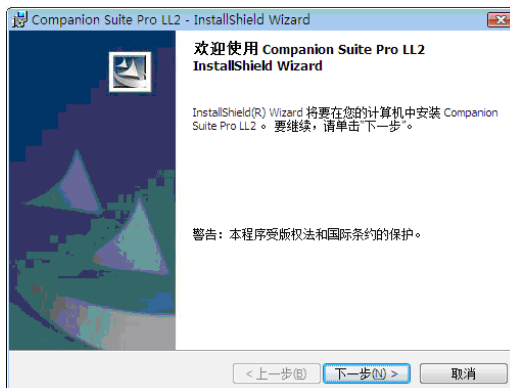 Companion Suite Pro LL2 - InstallShield Wizard
欢迎使用 Companion Suite Pro LL2
InstallShield Wizard
InstallShield(R) Wizard 将要在您的计算机中安装 Companion
Suite Pro LL2 。 要继续，请单击“下一步”。
警告：本程序受版权法和国际条约的保护。
<上一步(B)
下一步(N) >
取消